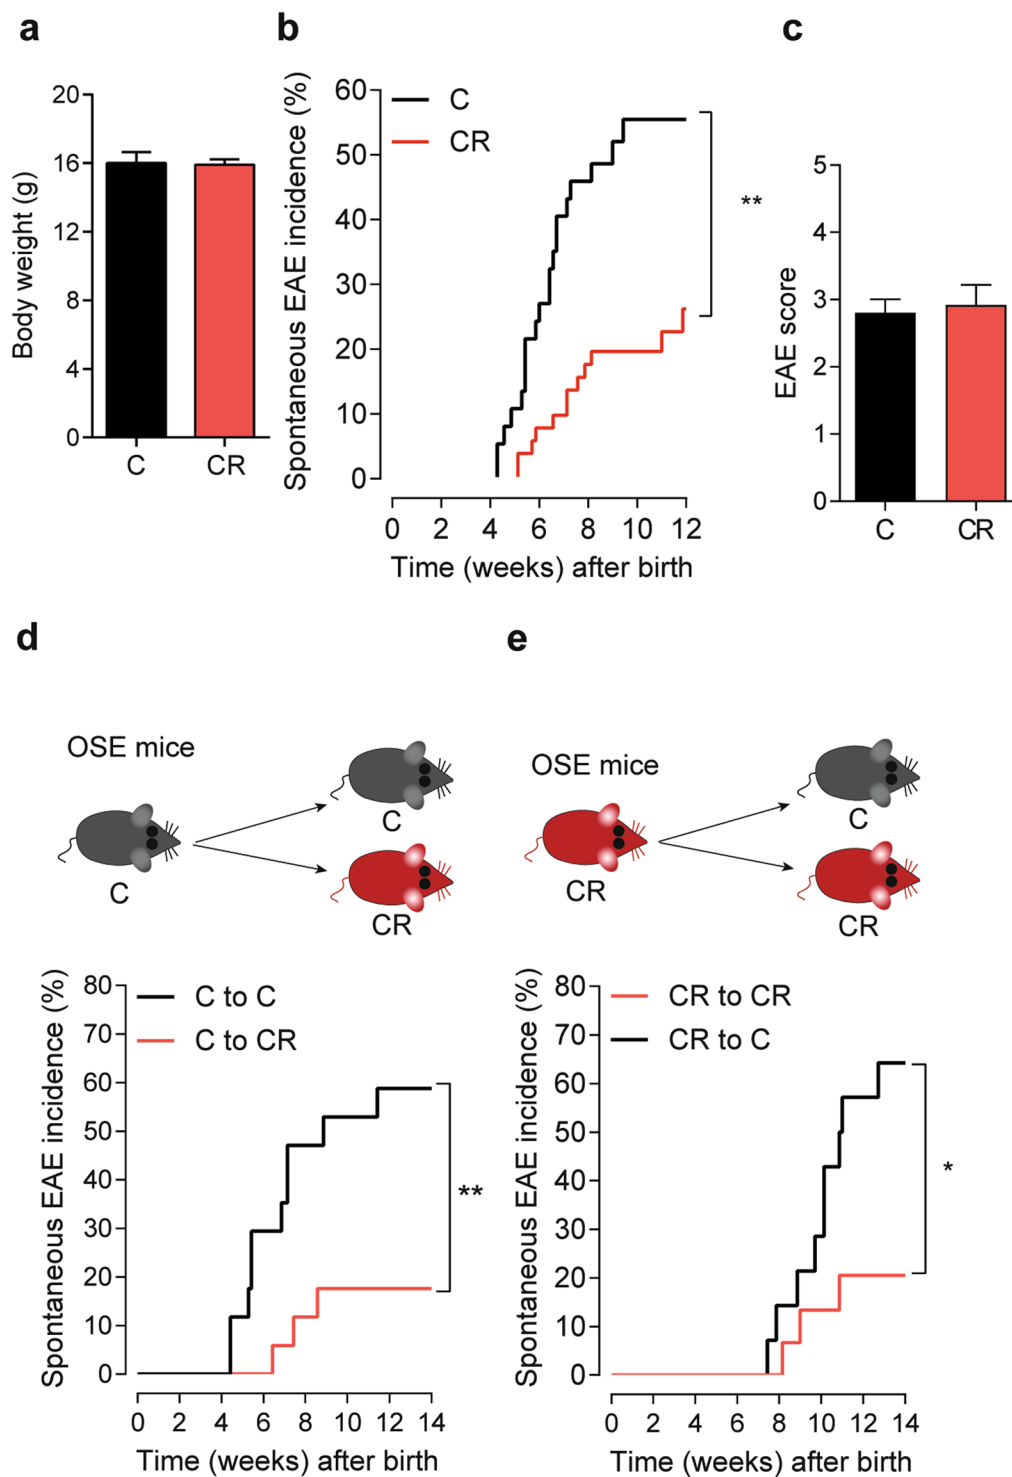 a
20
16
12
8
4
0
Body weight (g)
C
CR
b
60
50
40
30
20
10
0
Spontaneous EAE incidence (%)
C
CR
**
0 2 4 6 8 10 12
Time (weeks) after birth
c
5
4
3
2
1
0
EAE score
C
CR
d
OSE mice
C
C
CR
80
70
60
50
40
30
20
10
0
Spontaneous EAE incidence (%)
C to C
C to CR
**
0 2 4 6 8 10 12 14
Time (weeks) after birth
e
OSE mice
CR
C
CR
80
70
60
50
40
30
20
10
0
Spontaneous EAE incidence (%)
CR to CR
CR to C
*
0 2 4 6 8 10 12 14
Time (weeks) after birth